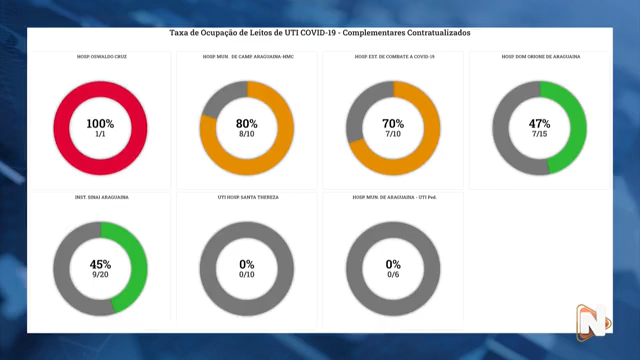 Taxa de Ocupação de Leitos de UTI COVID-19 - Complementares Contratualizados
HOSP. OSWALDO CRUZ
100%
1/1
HOSP. MUN. DE CAMP. ARAGUAINA-HMC
80%
8/10
HOSP. EST. DE COMBATE A COVID-19
70%
7/10
HOSP. DOM ORIONE DE ARAGUAINA
47%
7/15
INST. SINAI ARAGUAINA
45%
9/20
UTI HOSP. SANTA THEREZA
0%
0/10
HOSP. MUN. DE ARAGUAINA - UTI Ped.
0%
0/6
N